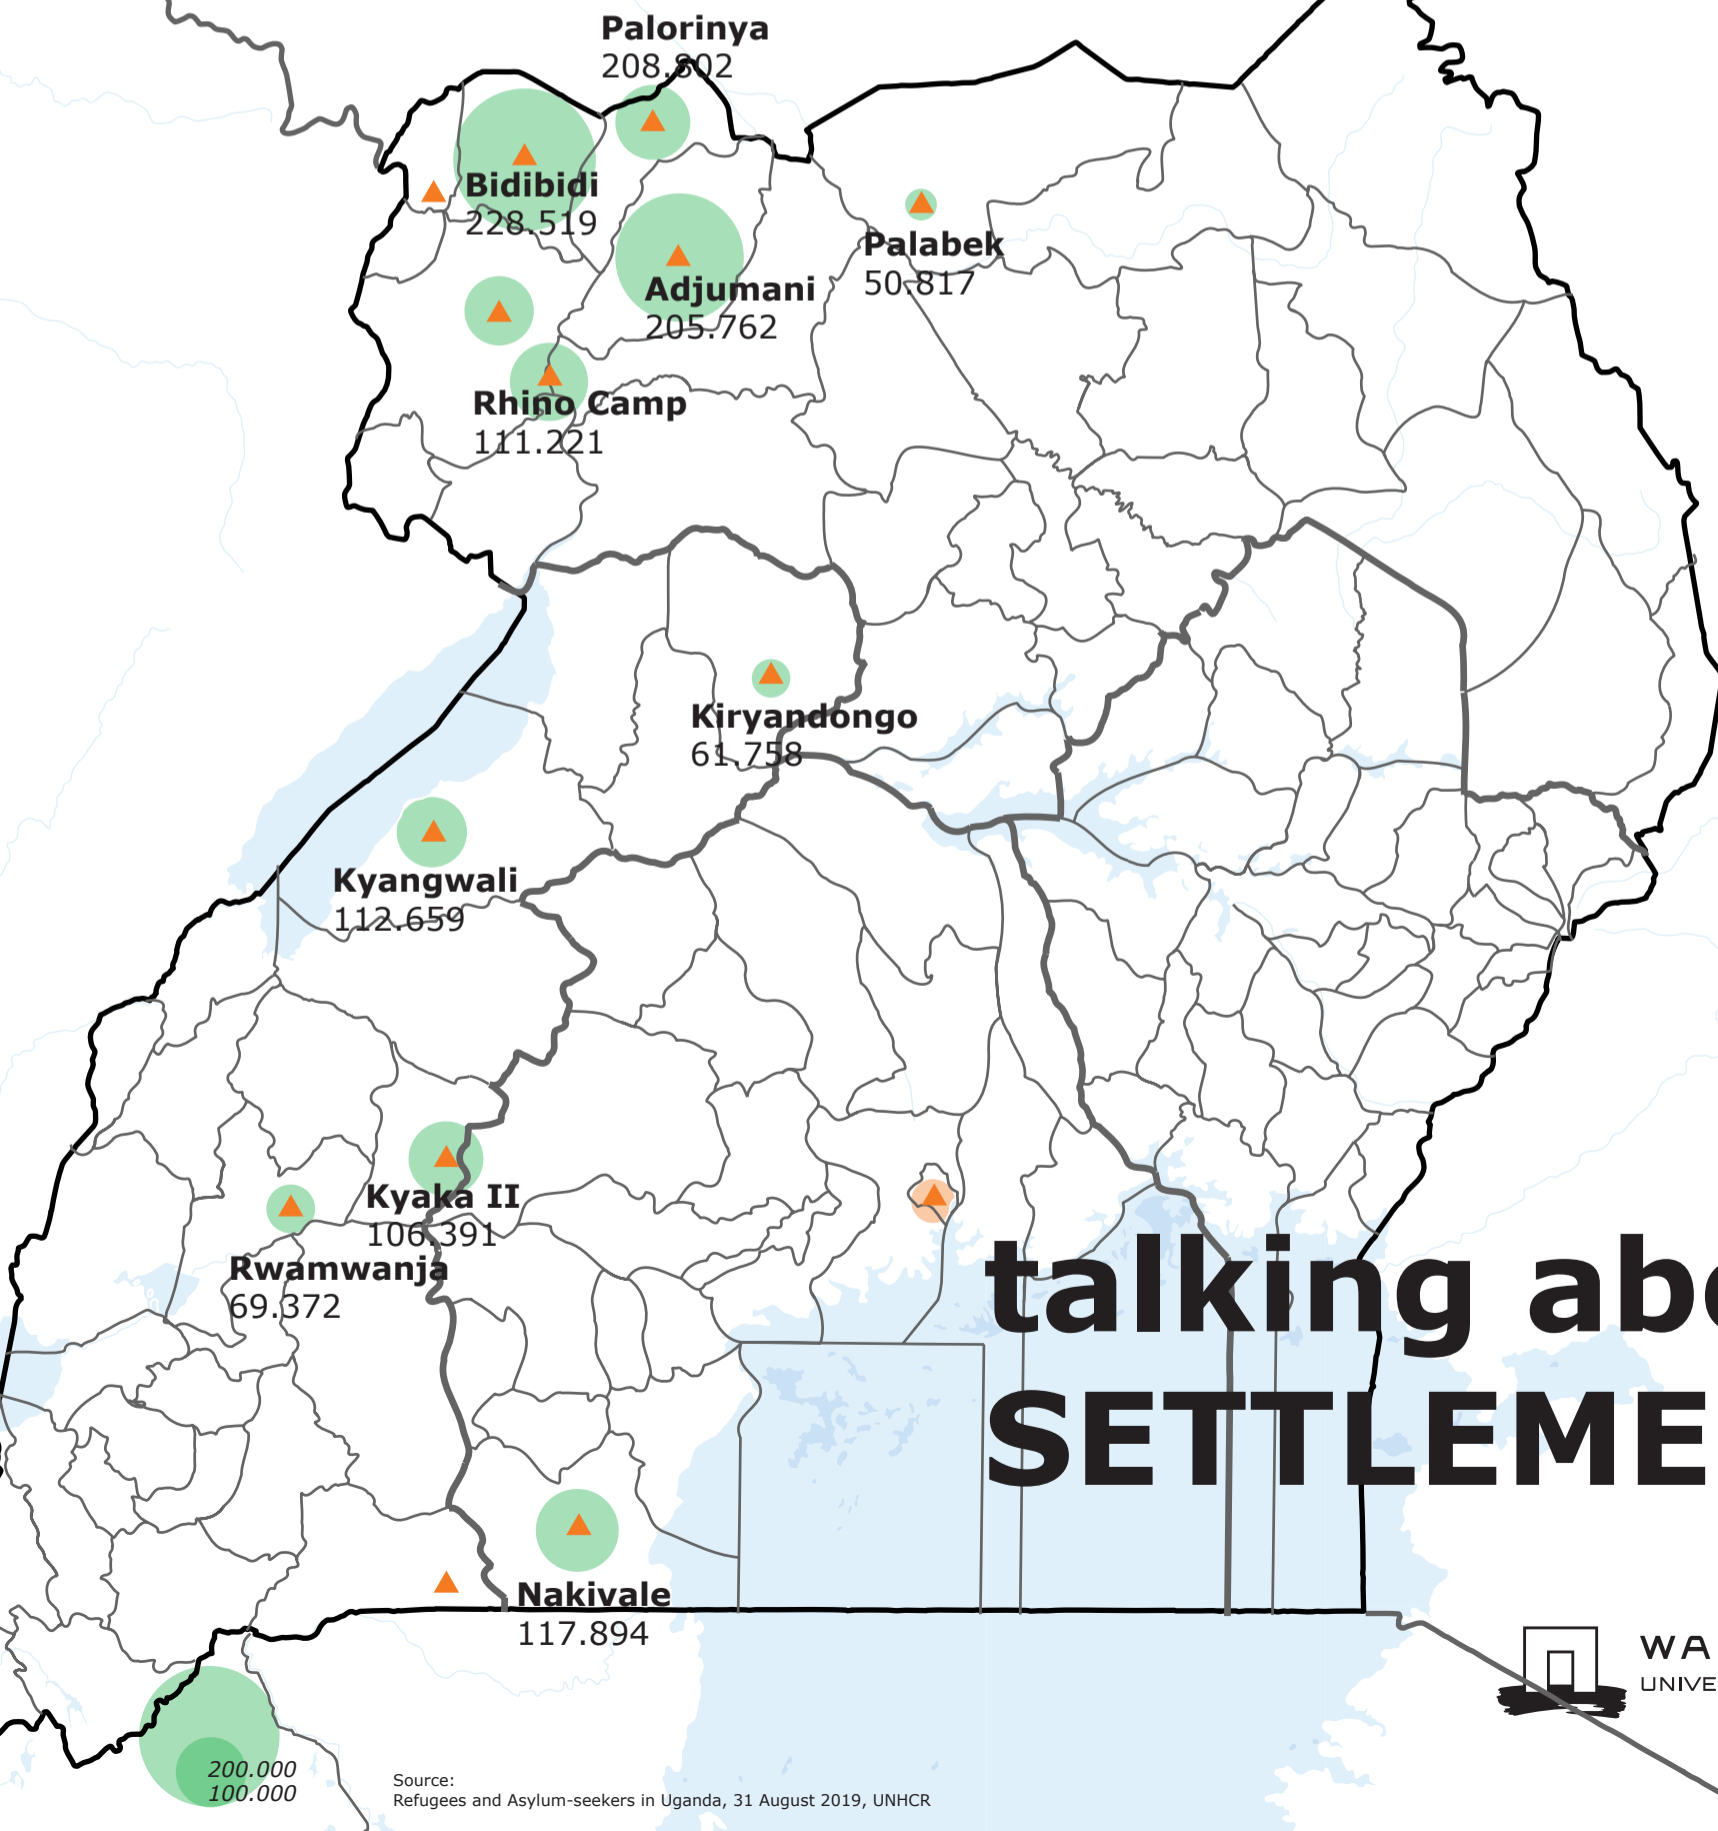 Palorinya
208.802
Bidibidi
228.519
Adjumani
205.762
Palabek
50.817
Rhino Camp
111.221
Kiryandongo
61.758
Kyangwali
112.659
Kyaka II
106.391
Rwamwanja
69.372
talking abo
SETTLEME
Nakivale
117.894
WA
UNIVE
200.000
100.000
Source:
Refugees and Asylum-seekers in Uganda, 31 August 2019, UNHCR